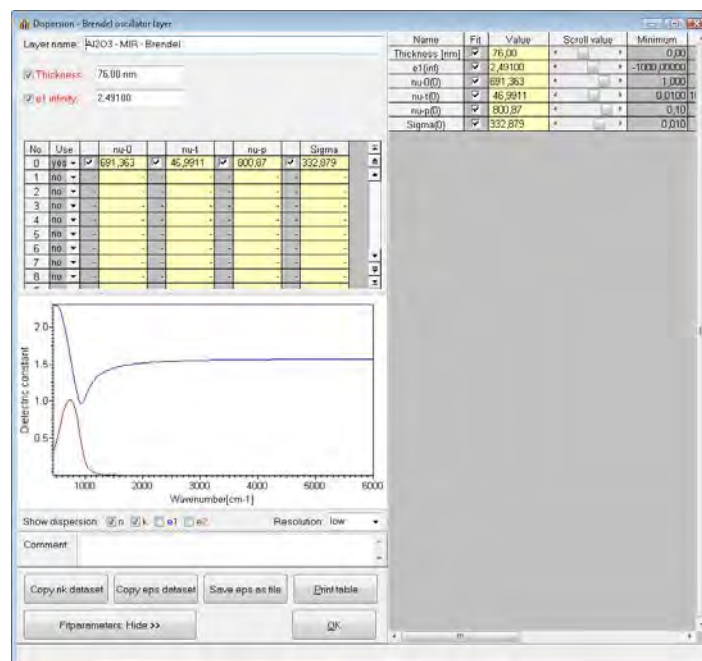 Dispersion - Brendel oscillator layer
Layer name: Al2O3 - MIR - Brendel
Thickness: 76,00 nm
e1 infinity: 2,49100
No. Use nu-0 nu-t nu-p Sigma
0 yes 691,363 46,9911 800,87 332,879
1 no - - - - - - - -
2 no - - - - - - - -
3 no - - - - - - - -
4 no - - - - - - - -
5 no - - - - - - - -
6 no - - - - - - - -
7 no - - - - - - - -
8 no - - - - - - - -
Dielectric constant
2.0
1.5
1.0
0.5
1000 2000 3000 4000 5000 6000
Wavenumber[cm-1]
Show dispersion: n k e1 e2 Resolution: low
Comment:
Copy nk dataset Copy eps dataset Save eps as file Print table
Fitparameters: Hide >> OK
Name Fit Value Scroll value Minimum
Thickness [nm] 76,00 0,00
e1(inf) 2,49100 -1000,00000
nu-0(0) 691,363 1,000
nu-t(0) 46,9911 0,0100
nu-p(0) 800,87 0,10
Sigma(0) 332,879 0,010